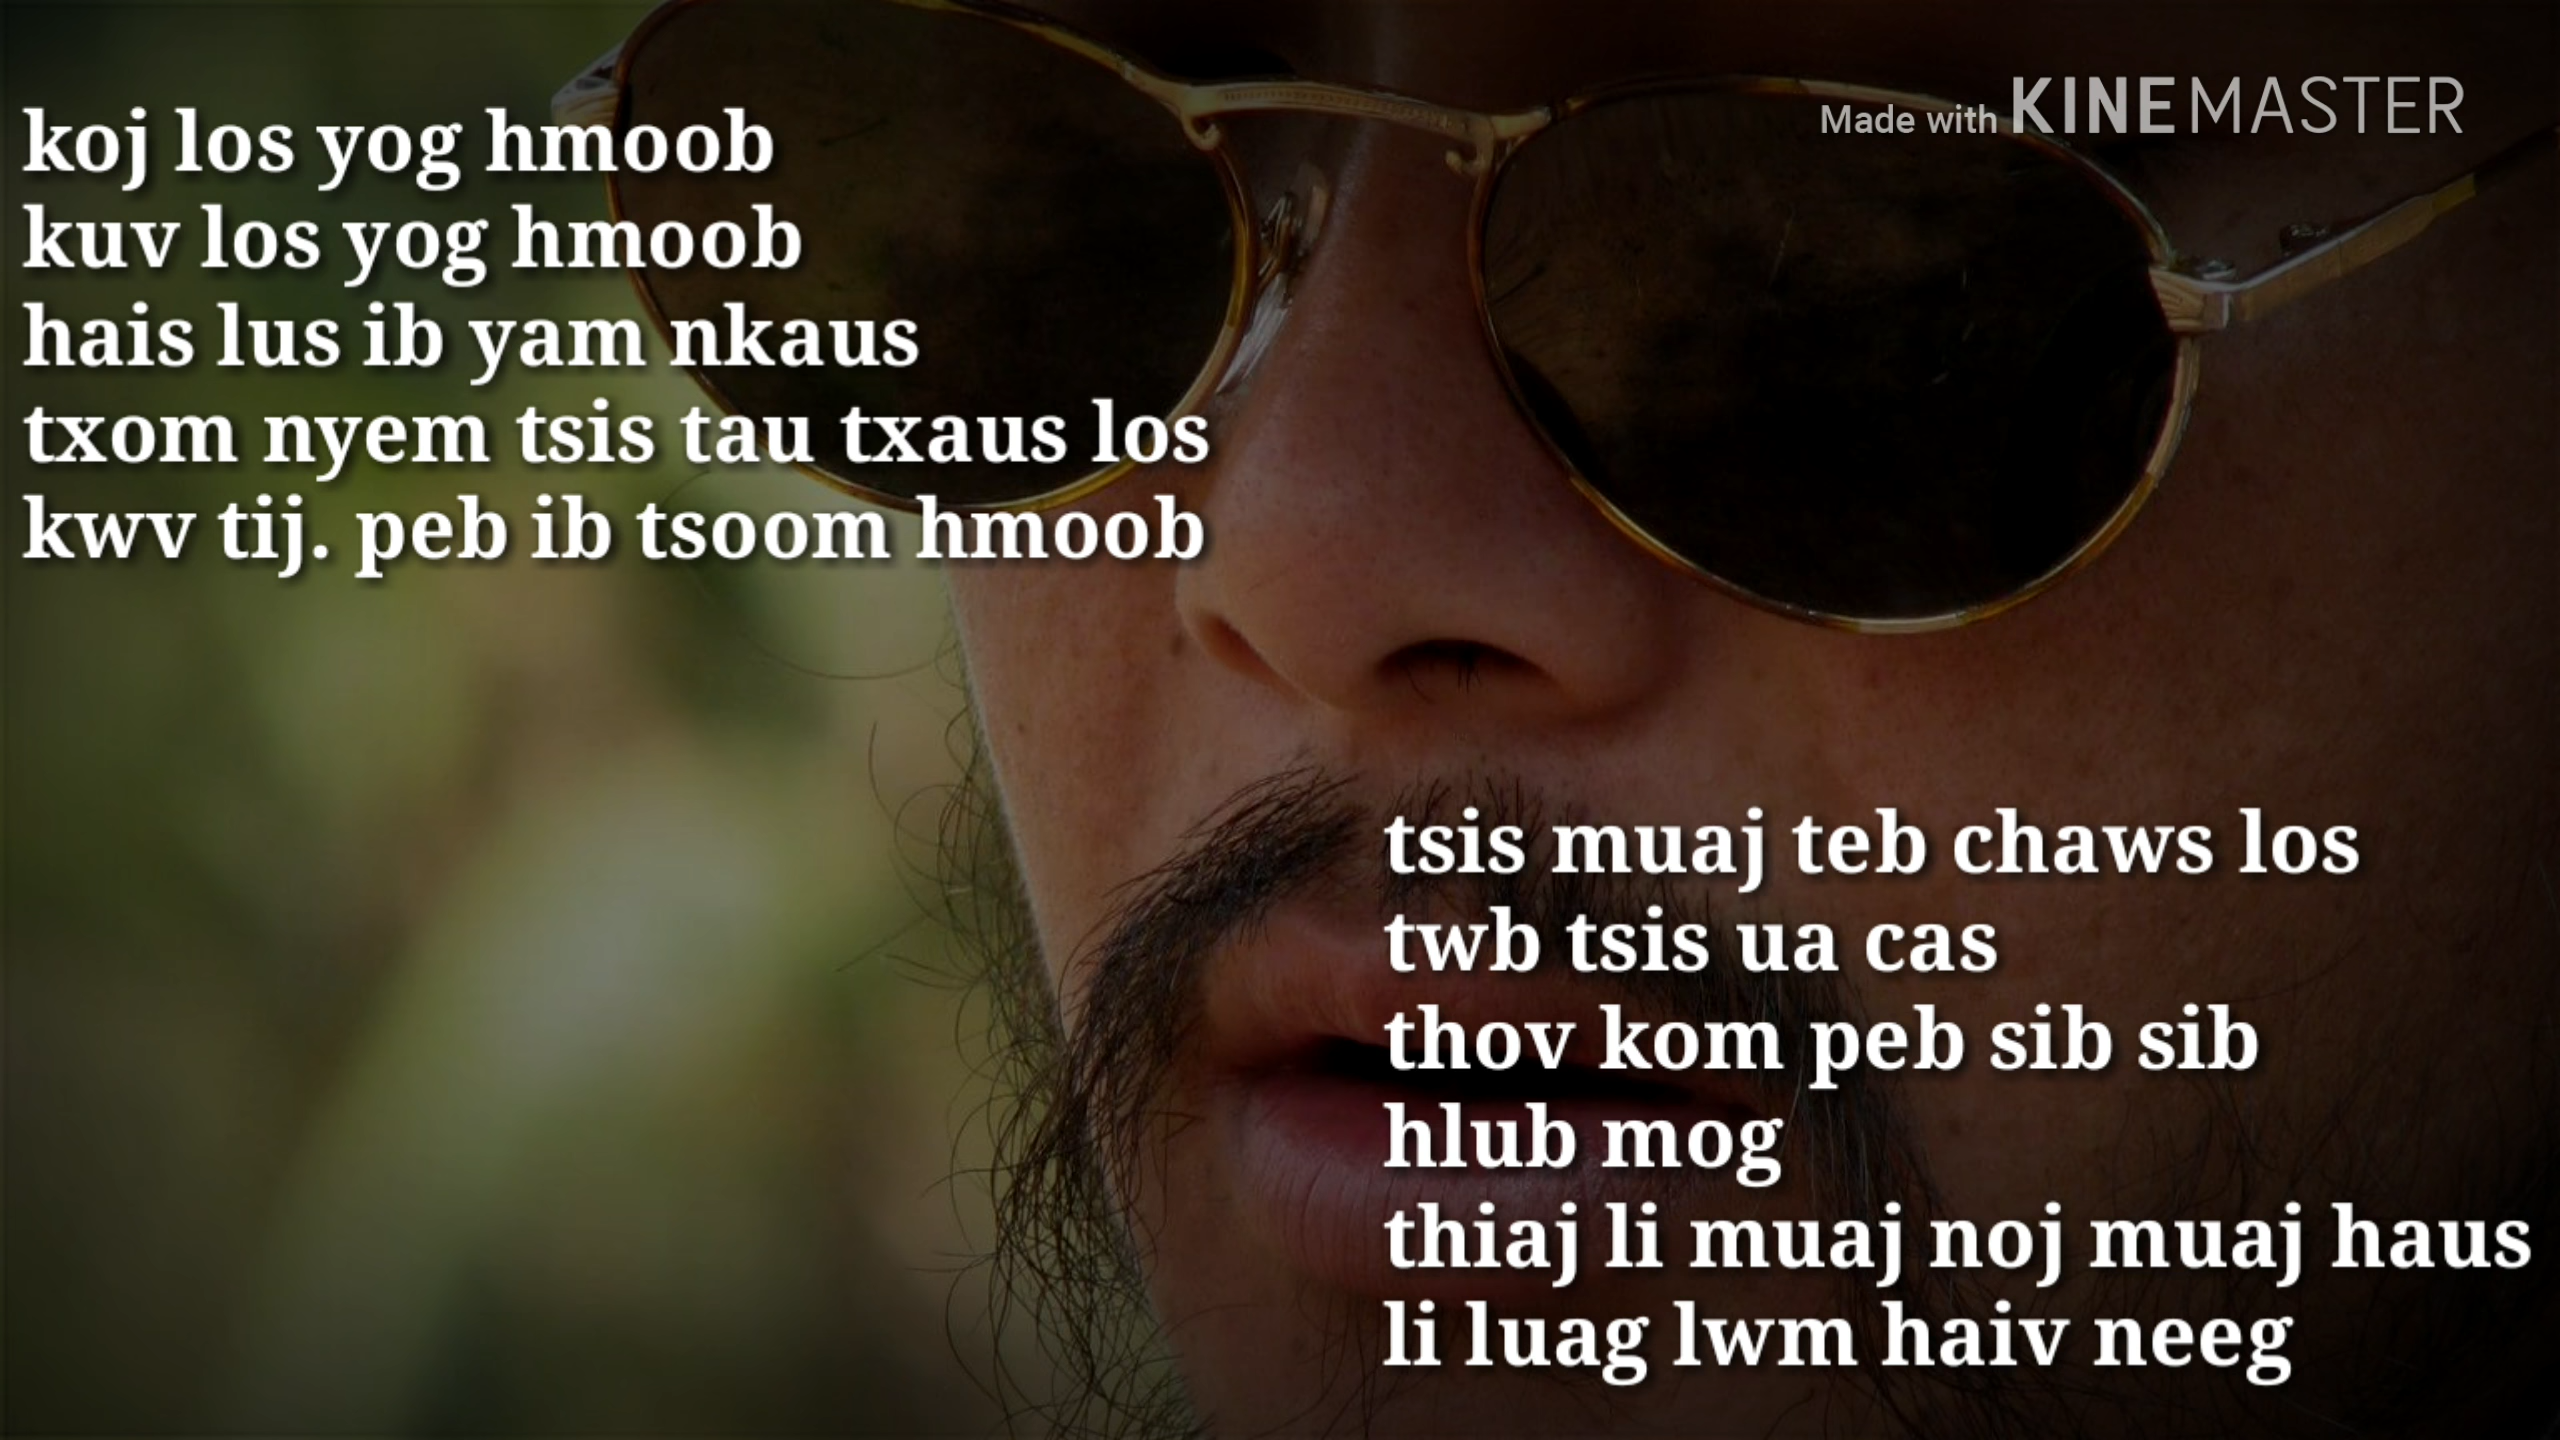 Made with KINEMASTER
koj los yog hmoob
kuv los yog hmoob
hais lus ib yam nkaus
txom nyem tsis tau txaus los
kwv tij. peb ib tsoom hmoob
tsis muaj teb chaws los
twb tsis ua cas
thov kom peb sib sib
hlub mog
thiaj li muaj noj muaj haus
li luag lwm haiv neeg